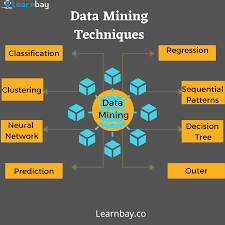 Learnbay
Data Mining
Techniques
Classification
Regression
Clustering
Sequential
Patterns
Data
Mining
Neural
Network
Decision
Tree
Prediction
Outer
Learnbay.co